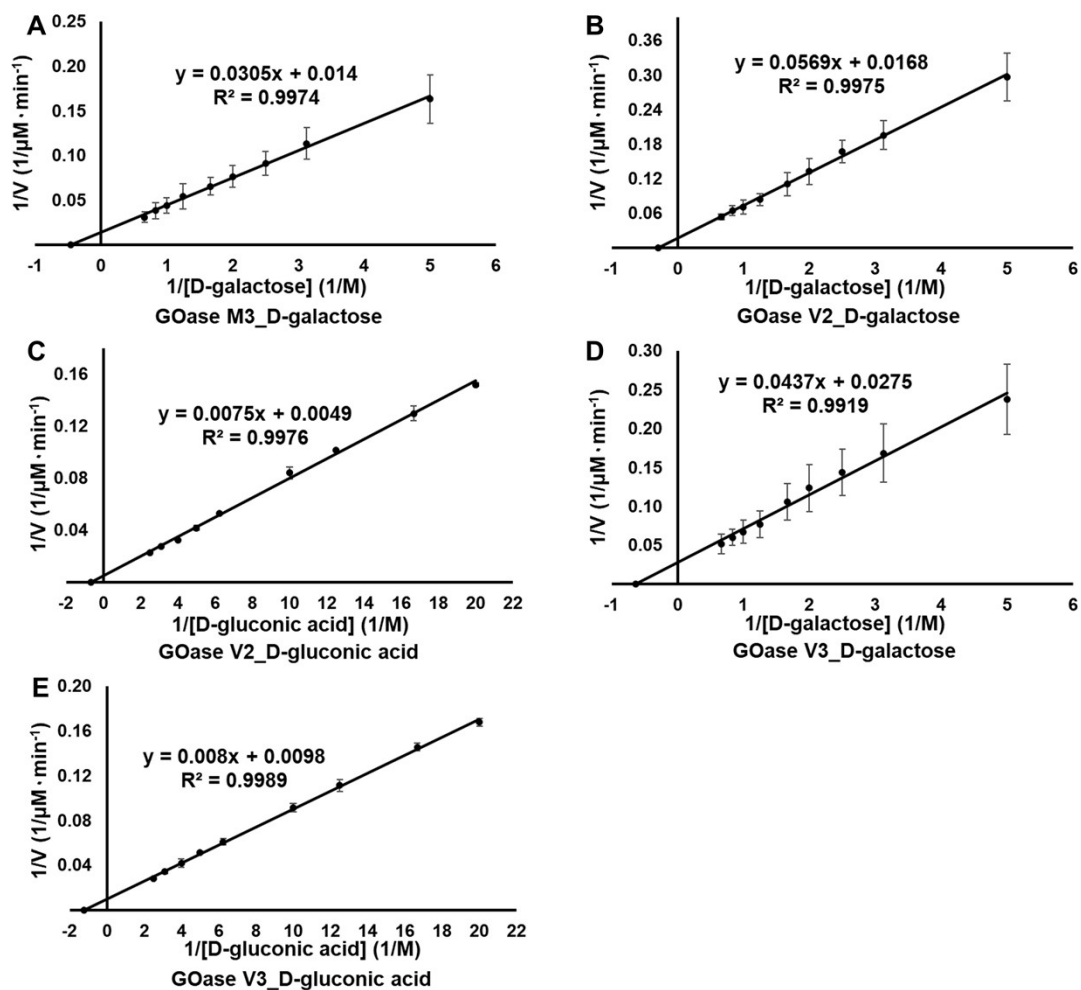 A
0.25
0.20
0.15
0.10
0.05
1/V (1/μM·min⁻¹)
y = 0.0305x + 0.014
R² = 0.9974
-1 0 1 2 3 4 5 6
1/[D-galactose] (1/M)
GOase M3_D-galactose
B
0.36
0.30
0.24
0.18
0.12
0.06
1/V (1/μM·min⁻¹)
y = 0.0569x + 0.0168
R² = 0.9975
-1 0 1 2 3 4 5 6
1/[D-galactose] (1/M)
GOase V2_D-galactose
C
0.16
0.12
0.08
0.04
1/V (1/μM·min⁻¹)
y = 0.0075x + 0.0049
R² = 0.9976
-2 0 2 4 6 8 10 12 14 16 18 20 22
1/[D-gluconic acid] (1/M)
GOase V2_D-gluconic acid
D
0.30
0.25
0.20
0.15
0.10
0.05
1/V (1/μM·min⁻¹)
y = 0.0437x + 0.0275
R² = 0.9919
-1 0 1 2 3 4 5 6
1/[D-galactose] (1/M)
GOase V3_D-galactose
E
0.20
0.16
0.12
0.08
0.04
1/V (1/μM·min⁻¹)
y = 0.008x + 0.0098
R² = 0.9989
-2 0 2 4 6 8 10 12 14 16 18 20 22
1/[D-gluconic acid] (1/M)
GOase V3_D-gluconic acid